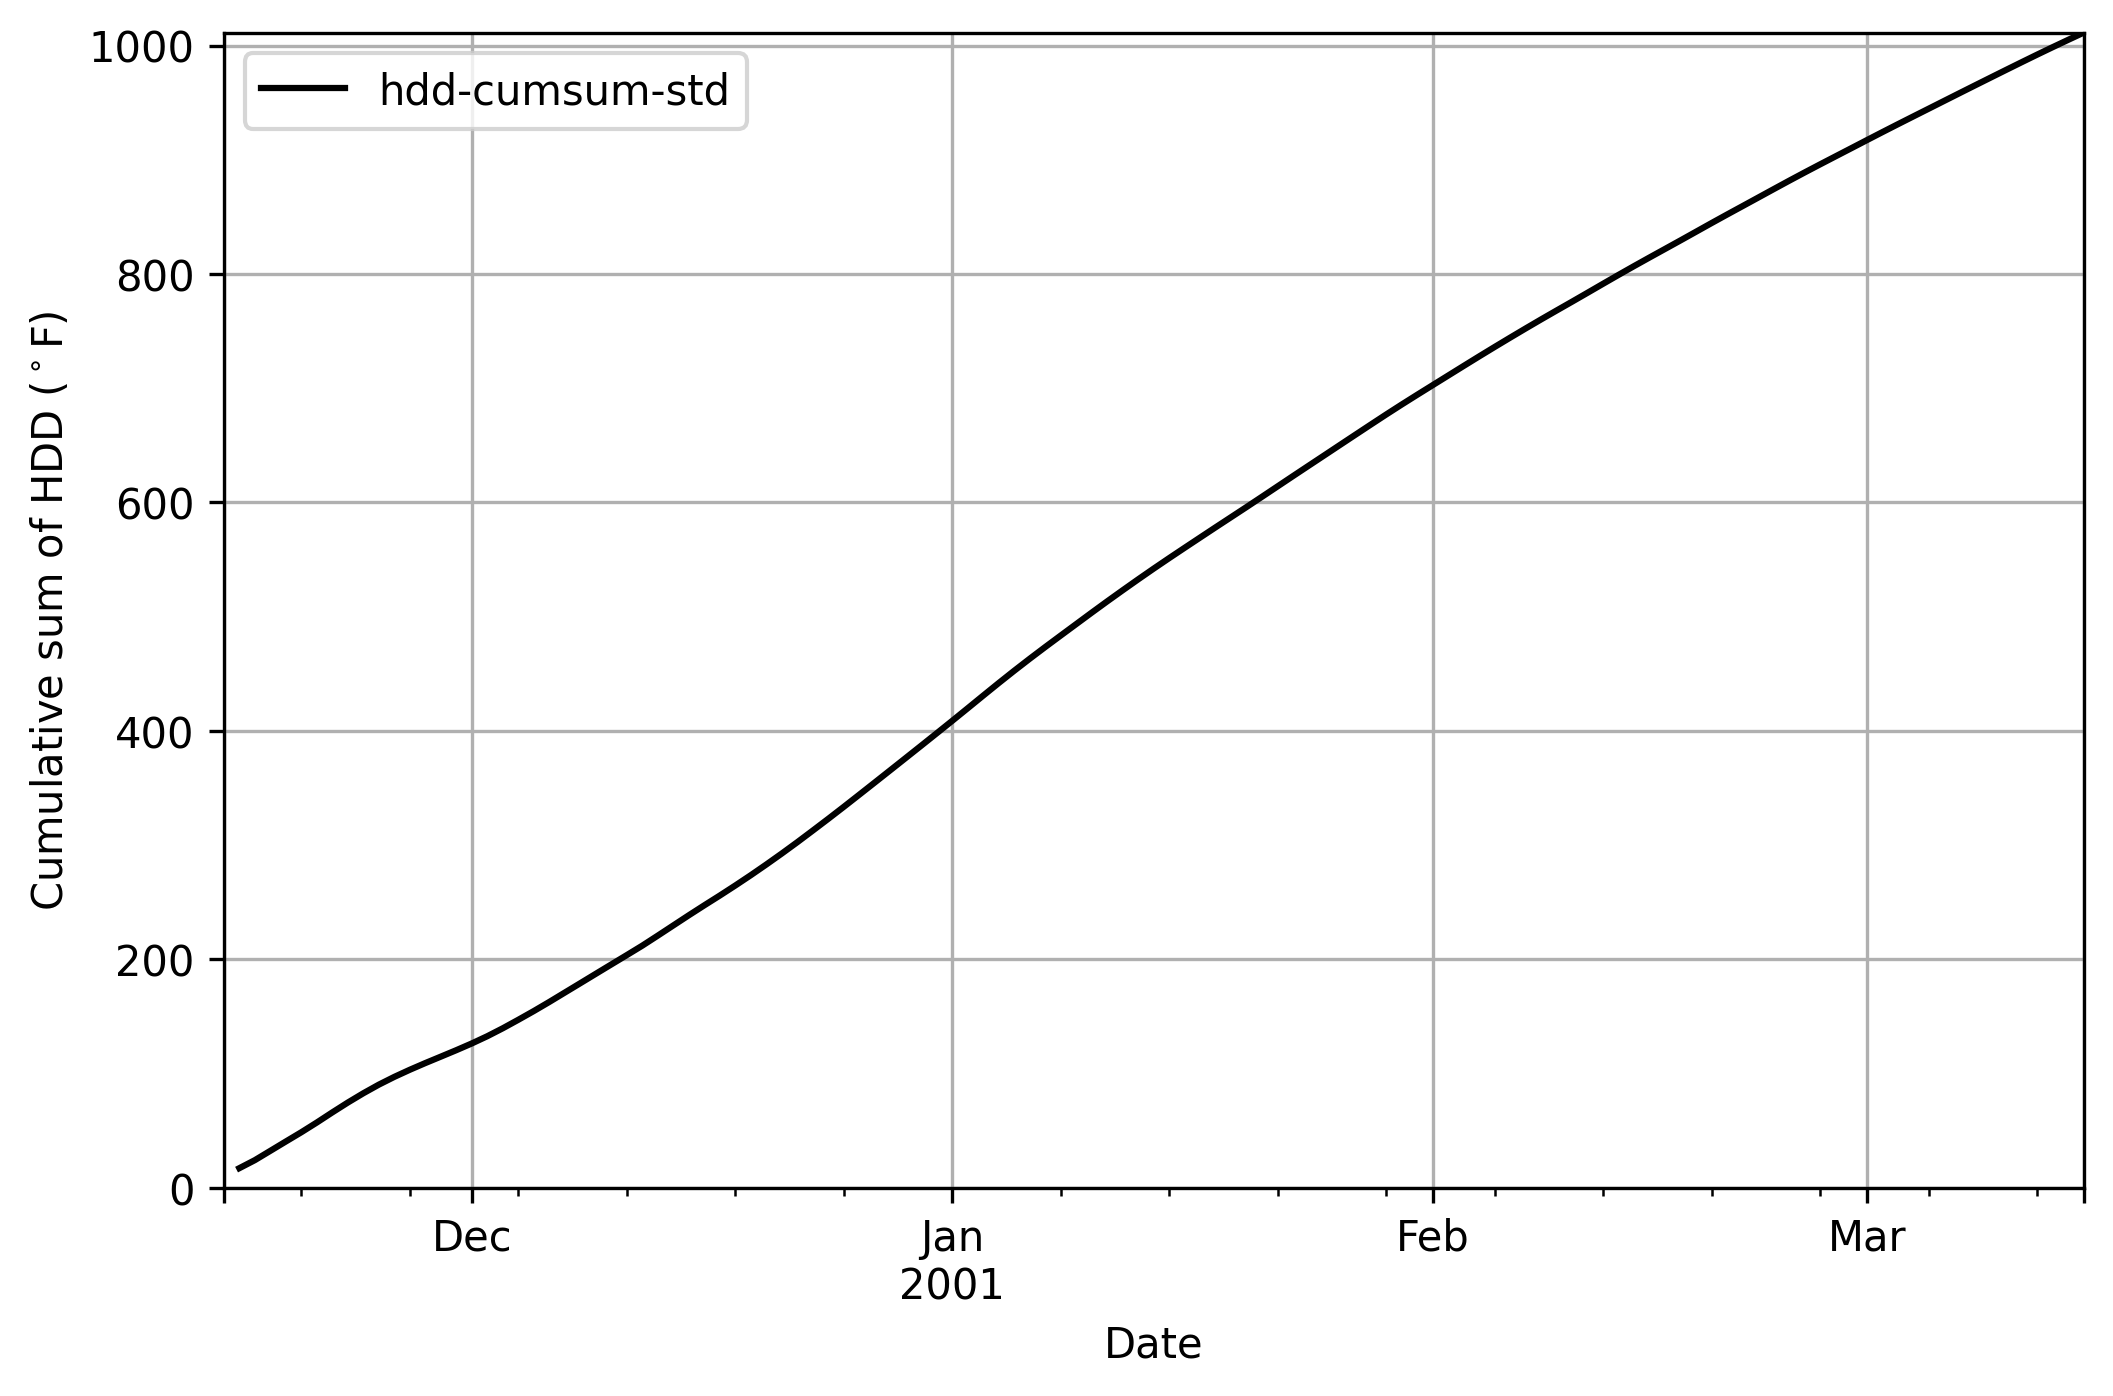 1000
800
600
400
200
0
Cumulative sum of HDD (°F)
hdd-cumsum-std
Dec
Jan
2001
Feb
Mar
Date